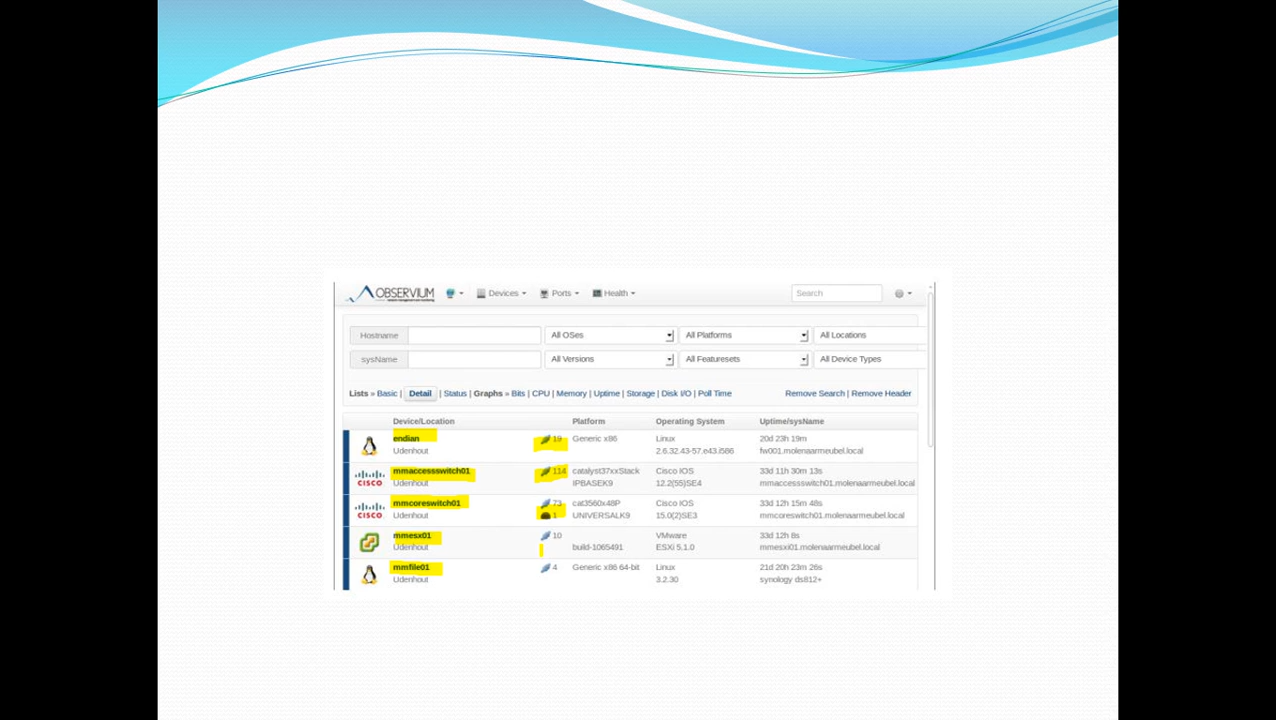 OBSERVIUM Devices Ports Health Search
Hostname All OSes All Platforms All Locations
sysName All Versions All Featuresets All Device Types
Lists » Basic | Detail | Status | Graphs » Bits | CPU | Memory | Uptime | Storage | Disk I/O | Poll Time Remove Search | Remove Header
Device/Location Platform Operating System Uptime/sysName
endian 19 Generic x86 Linux 20d 23h 19m
2.6.32.43-57.e43.i586 fw001.molenaarmeubel.local
mmaccessswitch01 114 catalyst37xxStack Cisco IOS 33d 11h 30m 13s
CISCO Udenhout IPBASEK9 12.2(55)SE4 mmaccessswitch01.molenaarmeubel.local
mmcoreswitch01 73 cat3560x48P Cisco IOS 33d 12h 15m 48s
CISCO Udenhout 1 UNIVERSALK9 15.0(2)SE3 mmcoreswitch01.molenaarmeubel.local
mmesx01 10 VMware 33d 12h 8s
Udenhout build-1065491 ESXi 5.1.0 mmesxi01.molenaarmeubel.local
mmfile01 4 Generic x86 64-bit Linux 21d 20h 23m 26s
Udenhout 3.2.30 synology ds812+